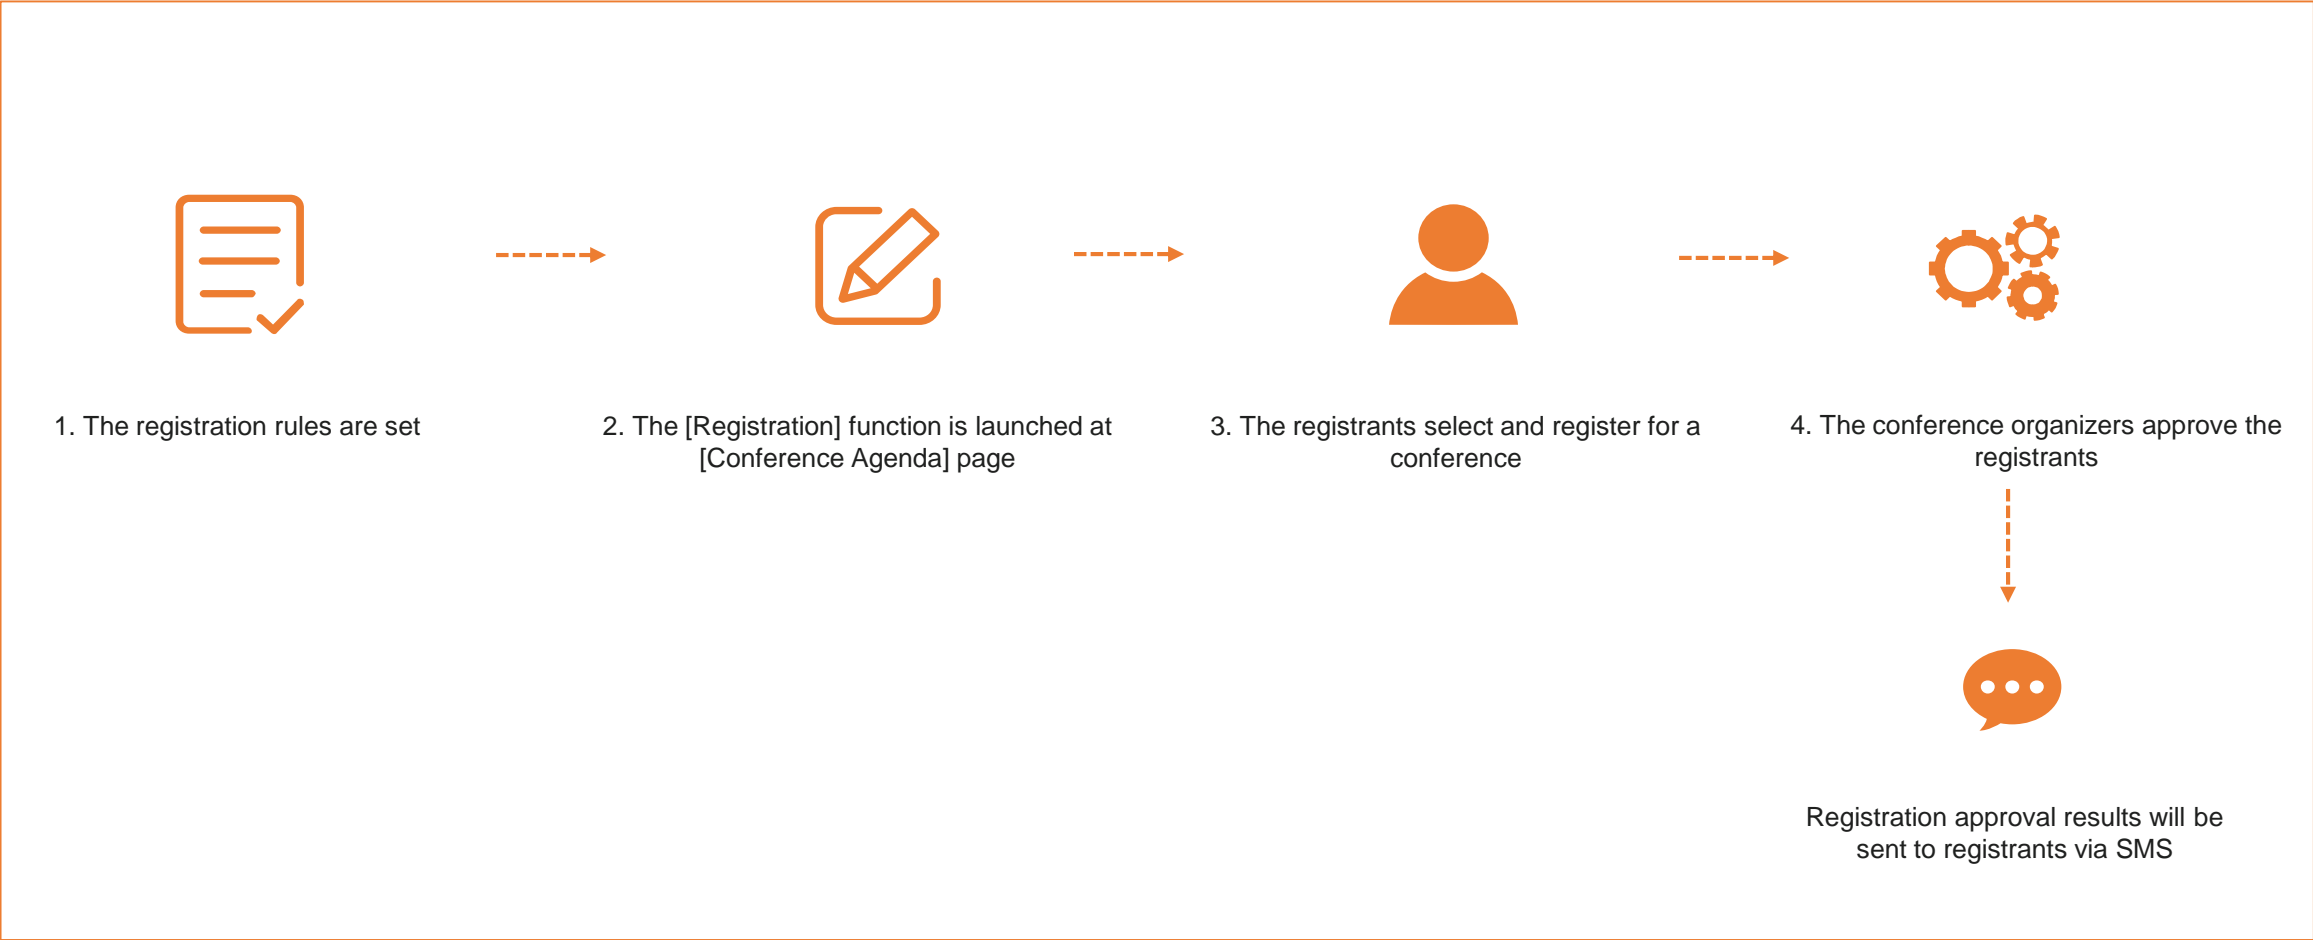 1. The registration rules are set
2. The [Registration] function is launched at
[Conference Agenda] page
3. The registrants select and register for a
conference
4. The conference organizers approve the
registrants
Registration approval results will be
sent to registrants via SMS